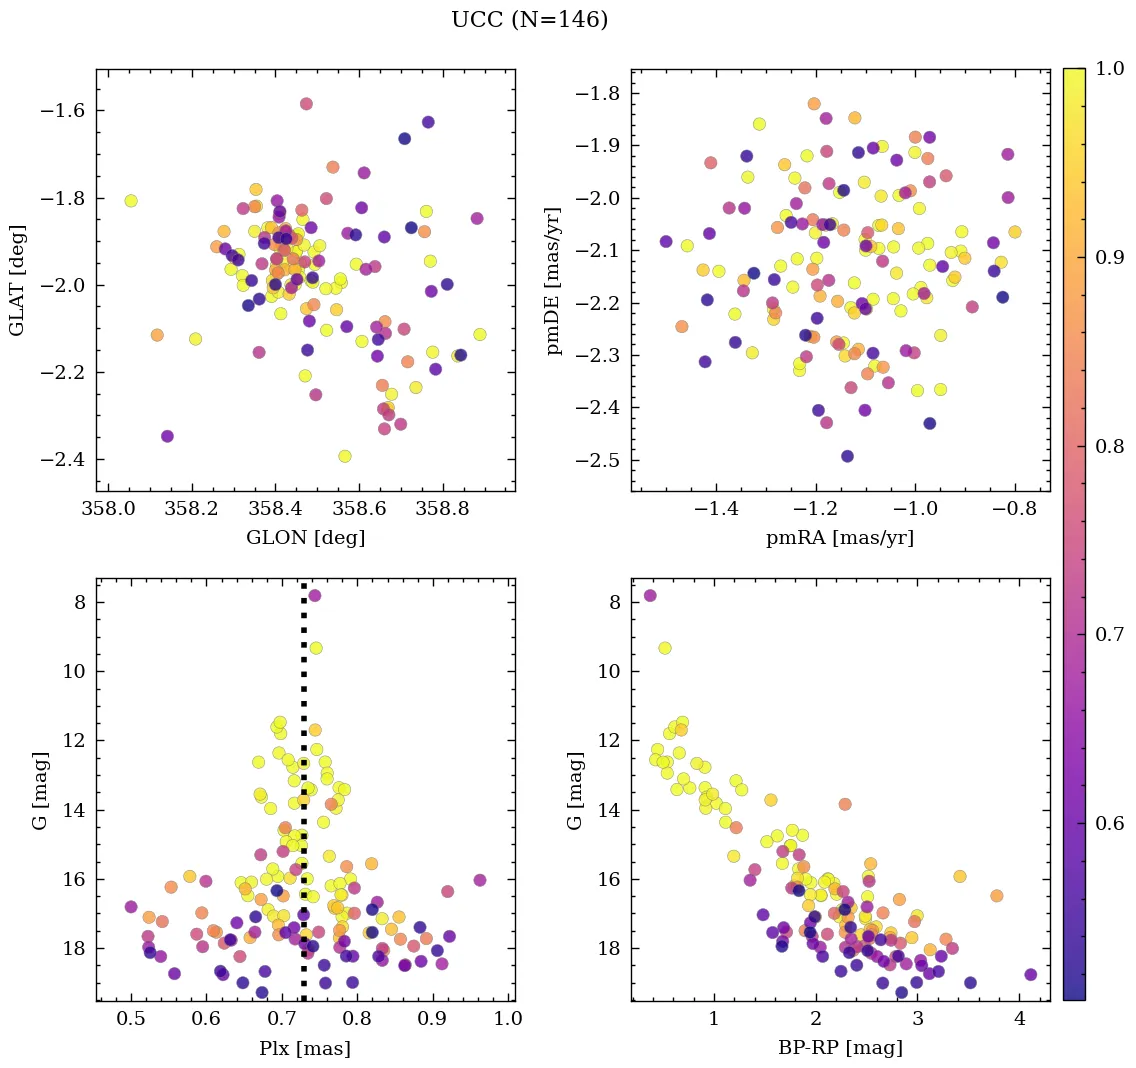 UCC (N=146)
−1.6
−1.8
−2.0
−2.2
−2.4
GLAT [deg]
358.0 358.2 358.4 358.6 358.8
GLON [deg]
−1.8
−1.9
−2.0
−2.1
−2.2
−2.3
−2.4
−2.5
pmDE [mas/yr]
−1.4 −1.2 −1.0 −0.8
pmRA [mas/yr]
1.0
0.9
0.8
0.7
0.6
8
10
12
14
16
18
G [mag]
0.5 0.6 0.7 0.8 0.9 1.0
Plx [mas]
8
10
12
14
16
18
G [mag]
1 2 3 4
BP-RP [mag]